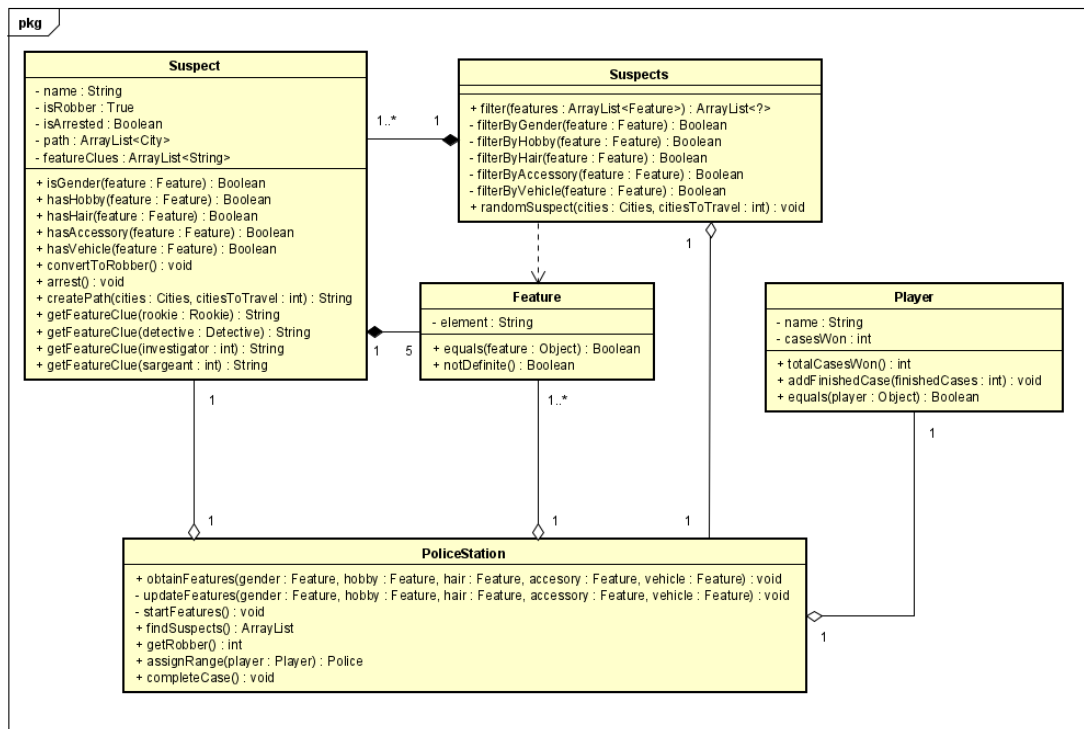 pkg
Suspect
- name : String
- isRobber : True
- isArrested : Boolean
- path : ArrayList<City>
- featureClues : ArrayList<String>
+ isGender(feature : Feature) : Boolean
+ hasHobby(feature : Feature) : Boolean
+ hasHair(feature : Feature) : Boolean
+ hasAccessory(feature : Feature) : Boolean
+ hasVehicle(feature : Feature) : Boolean
+ convertToRobber() : void
+ arrest() : void
+ createPath(cities : Cities, citiesToTravel : int) : String
+ getFeatureClue(rookie : Rookie) : String
+ getFeatureClue(detective : Detective) : String
+ getFeatureClue(investigator : int) : String
+ getFeatureClue(sargeant : int) : String
1..* 1
Suspects
+ filter(features : ArrayList<Feature>) : ArrayList<?>
- filterByGender(feature : Feature) : Boolean
- filterByHobby(feature : Feature) : Boolean
- filterByHair(feature : Feature) : Boolean
- filterByAccessory(feature : Feature) : Boolean
- filterByVehicle(feature : Feature) : Boolean
+ randomSuspect(cities : Cities, citiesToTravel : int) : void
1
Feature
- element : String
+ equals(feature : Object) : Boolean
+ notDefinite() : Boolean
1 5
Player
- name : String
- casesWon : int
+ totalCasesWon() : int
+ addFinishedCase(finishedCases : int) : void
+ equals(player : Object) : Boolean
1 1..* 1
1 1 1
PoliceStation
+ obtainFeatures(gender : Feature, hobby : Feature, hair : Feature, accesory : Feature, vehicle : Feature) : void
- updateFeatures(gender : Feature, hobby : Feature, hair : Feature, accessory : Feature, vehicle : Feature) : void
- startFeatures() : void
+ findSuspects() : ArrayList
+ getRobber() : int
+ assignRange(player : Player) : Police
+ completeCase() : void
1